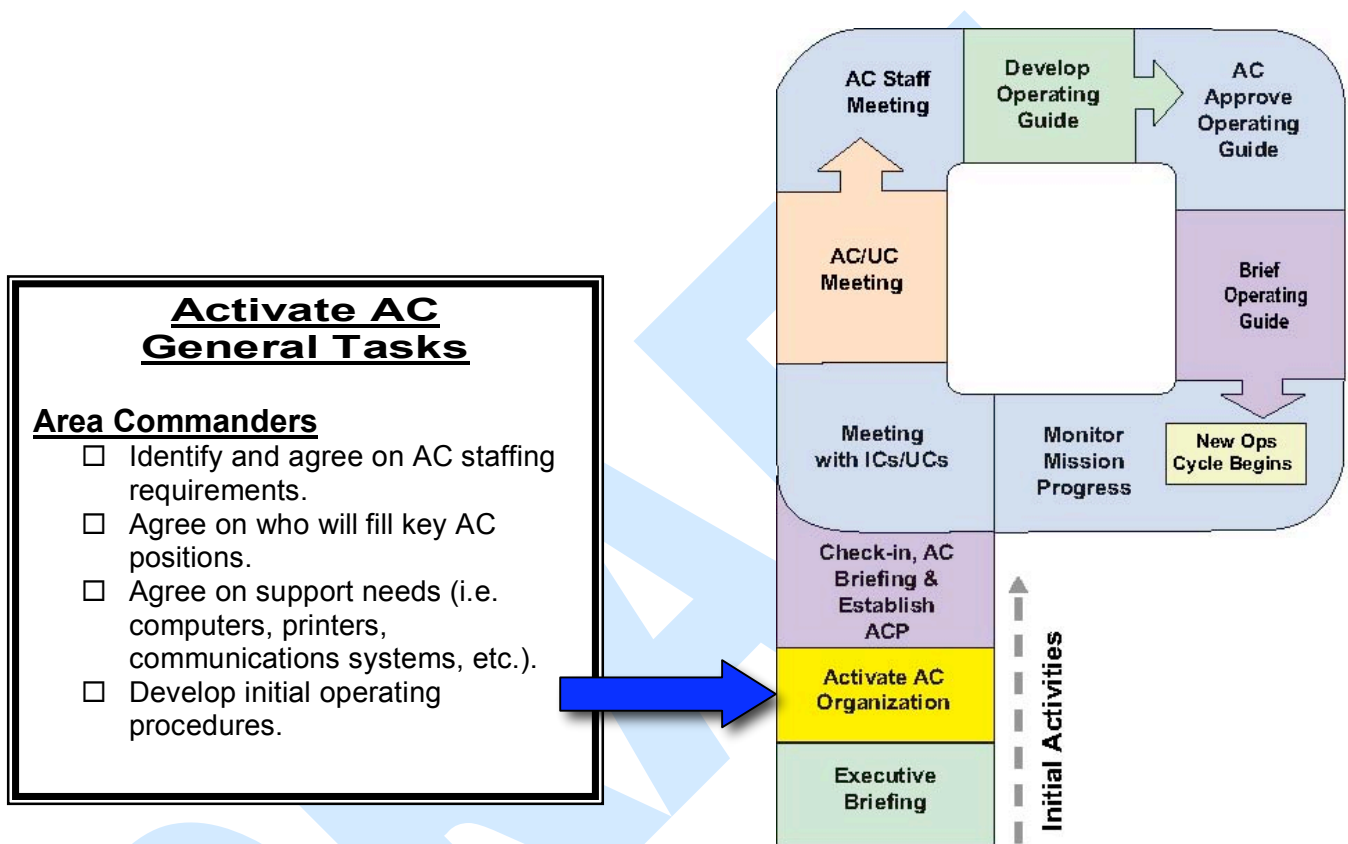 Activate AC
General Tasks
Area Commanders
☐ Identify and agree on AC staffing
requirements.
☐ Agree on who will fill key AC
positions.
☐ Agree on support needs (i.e.
computers, printers,
communications systems, etc.).
☐ Develop initial operating
procedures.
AC Staff
Meeting
Develop
Operating
Guide
AC
Approve
Operating
Guide
AC/UC
Meeting
Brief
Operating
Guide
Meeting
with ICs/UCs
Monitor
Mission
Progress
New Ops
Cycle Begins
Check-in, AC
Briefing &
Establish
ACP
Activate AC
Organization
Executive
Briefing
Initial Activities